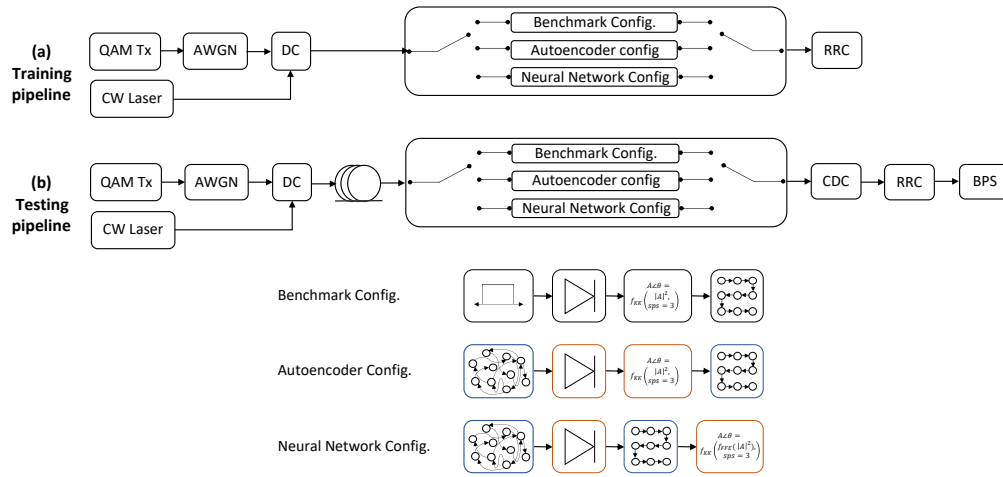 (a)
Training
pipeline
QAM Tx
AWGN
DC
CW Laser
Benchmark Config.
Autoencoder config
Neural Network Config
RRC
(b)
Testing
pipeline
QAM Tx
AWGN
DC
CW Laser
Benchmark Config.
Autoencoder config
Neural Network Config
CDC
RRC
BPS
Benchmark Config.
A∠θ =
f_KK ( |A|²,
sps = 3 )
Autoencoder Config.
A∠θ =
f_KK ( |A|²,
sps = 3 )
Neural Network Config.
A∠θ =
f_KK ( f_FFE( |A|²),
sps = 3 )